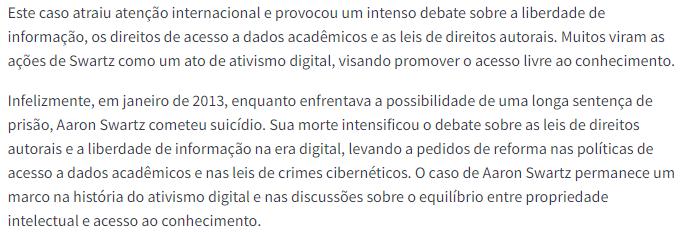 Este caso atraiu atenção internacional e provocou um intenso debate sobre a liberdade de
informação, os direitos de acesso a dados acadêmicos e as leis de direitos autorais. Muitos viram as
ações de Swartz como um ato de ativismo digital, visando promover o acesso livre ao conhecimento.
Infelizmente, em janeiro de 2013, enquanto enfrentava a possibilidade de uma longa sentença de
prisão, Aaron Swartz cometeu suicídio. Sua morte intensificou o debate sobre as leis de direitos
autorais e a liberdade de informação na era digital, levando a pedidos de reforma nas políticas de
acesso a dados acadêmicos e nas leis de crimes cibernéticos. O caso de Aaron Swartz permanece um
marco na história do ativismo digital e nas discussões sobre o equilíbrio entre propriedade
intelectual e acesso ao conhecimento.